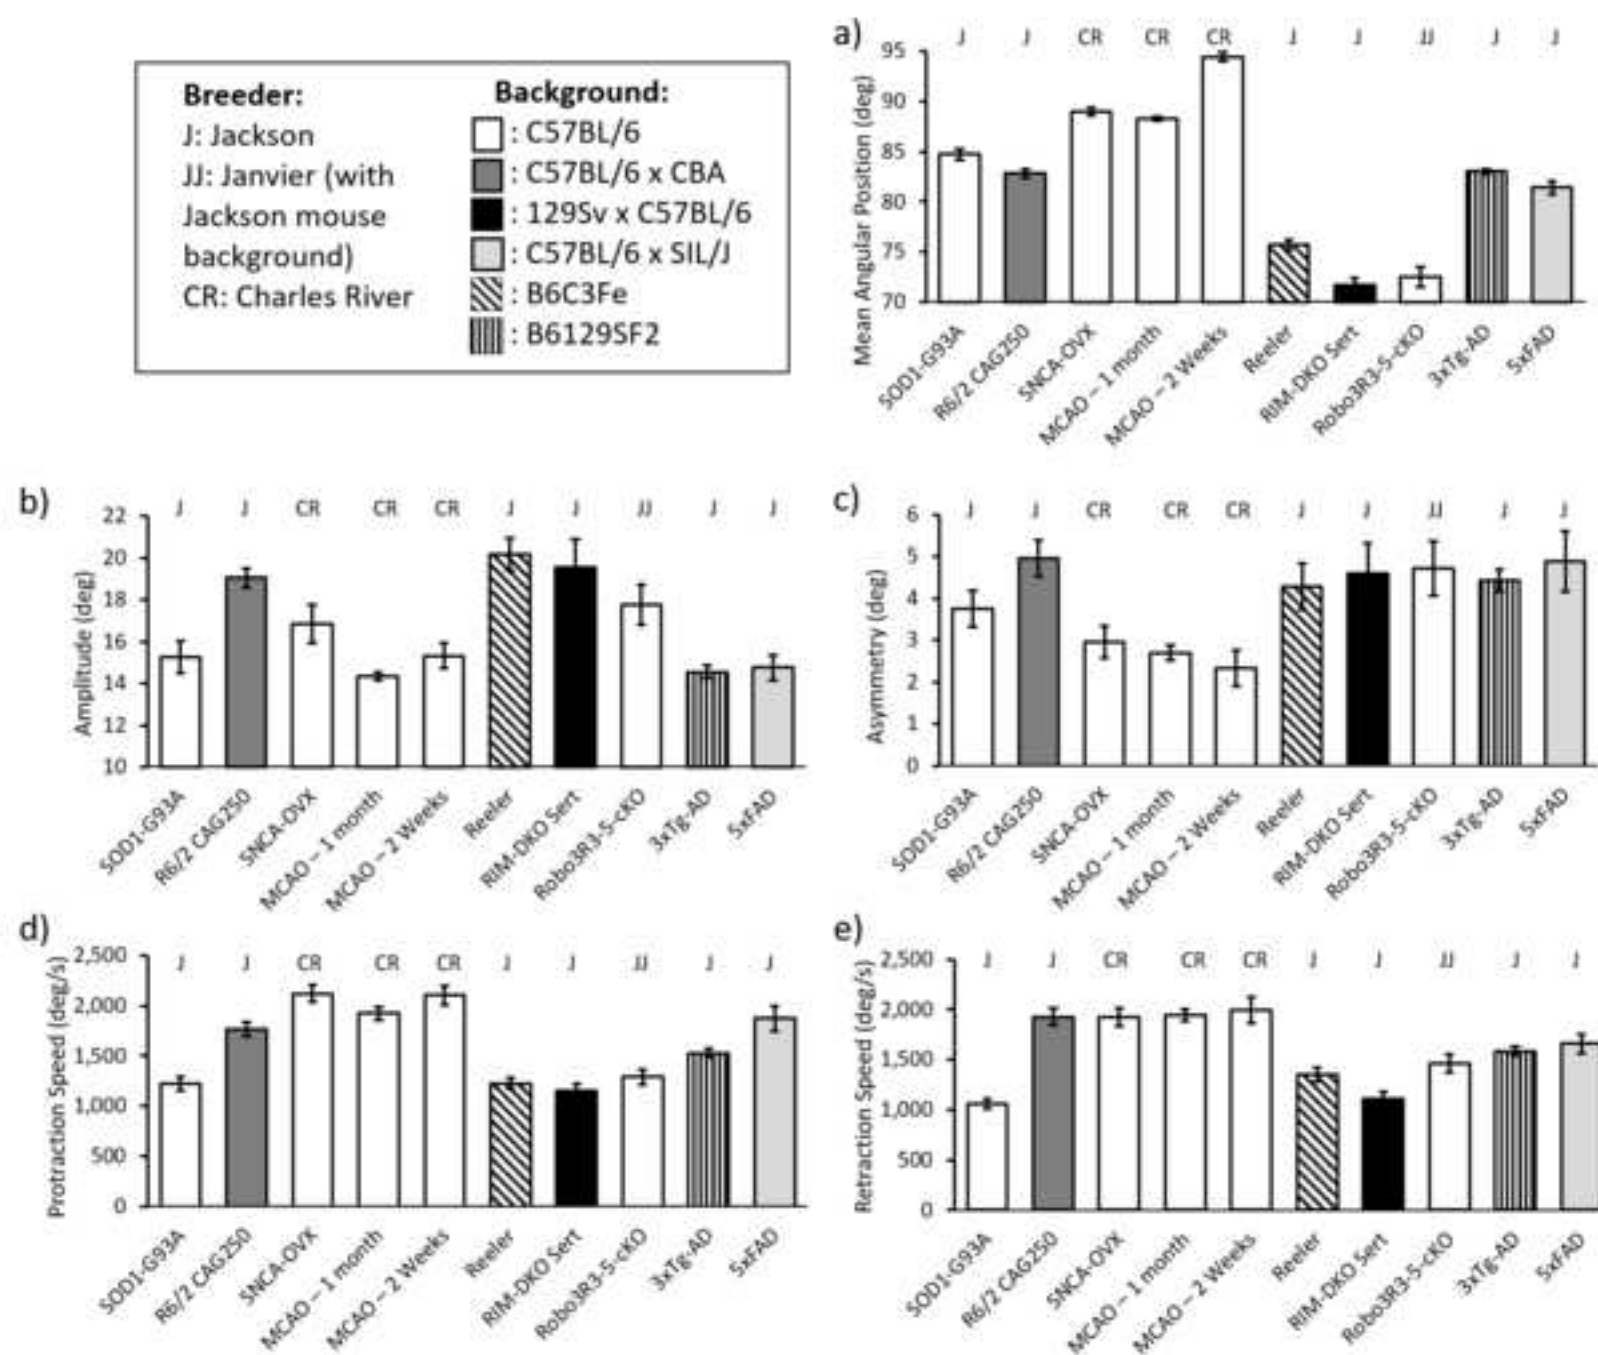 Breeder:
J: Jackson
JJ: Janvier (with
Jackson mouse
background)
CR: Charles River
Background:
: C57BL/6
: C57BL/6 x CBA
: 129Sv x C57BL/6
: C57BL/6 x SIL/J
: B6C3Fe
: B6129SF2
a)
J J CR CR CR J J JJ J J
Mean Angular Position (deg)
95
90
85
80
75
70
SOD1-G93A
R6/2 CAG250
SNCA-OVX
MCAO – 1 month
MCAO – 2 Weeks
Reeler
RIM-DKO Sert
Robo3R3-5-cKO
3xTg-AD
5xFAD
b)
J J CR CR CR J J JJ J J
Amplitude (deg)
22
20
18
16
14
12
10
SOD1-G93A
R6/2 CAG250
SNCA-OVX
MCAO – 1 month
MCAO – 2 Weeks
Reeler
RIM-DKO Sert
Robo3R3-5-cKO
3xTg-AD
5xFAD
c)
J J CR CR CR J J JJ J J
Asymmetry (deg)
6
5
4
3
2
1
0
SOD1-G93A
R6/2 CAG250
SNCA-OVX
MCAO – 1 month
MCAO – 2 Weeks
Reeler
RIM-DKO Sert
Robo3R3-5-cKO
3xTg-AD
5xFAD
d)
J J CR CR CR J J JJ J J
Protraction Speed (deg/s)
2,500
2,000
1,500
1,000
500
0
SOD1-G93A
R6/2 CAG250
SNCA-OVX
MCAO – 1 month
MCAO – 2 Weeks
Reeler
RIM-DKO Sert
Robo3R3-5-cKO
3xTg-AD
5xFAD
e)
J J CR CR CR J J JJ J J
Retraction Speed (deg/s)
2,500
2,000
1,500
1,000
500
0
SOD1-G93A
R6/2 CAG250
SNCA-OVX
MCAO – 1 month
MCAO – 2 Weeks
Reeler
RIM-DKO Sert
Robo3R3-5-cKO
3xTg-AD
5xFAD